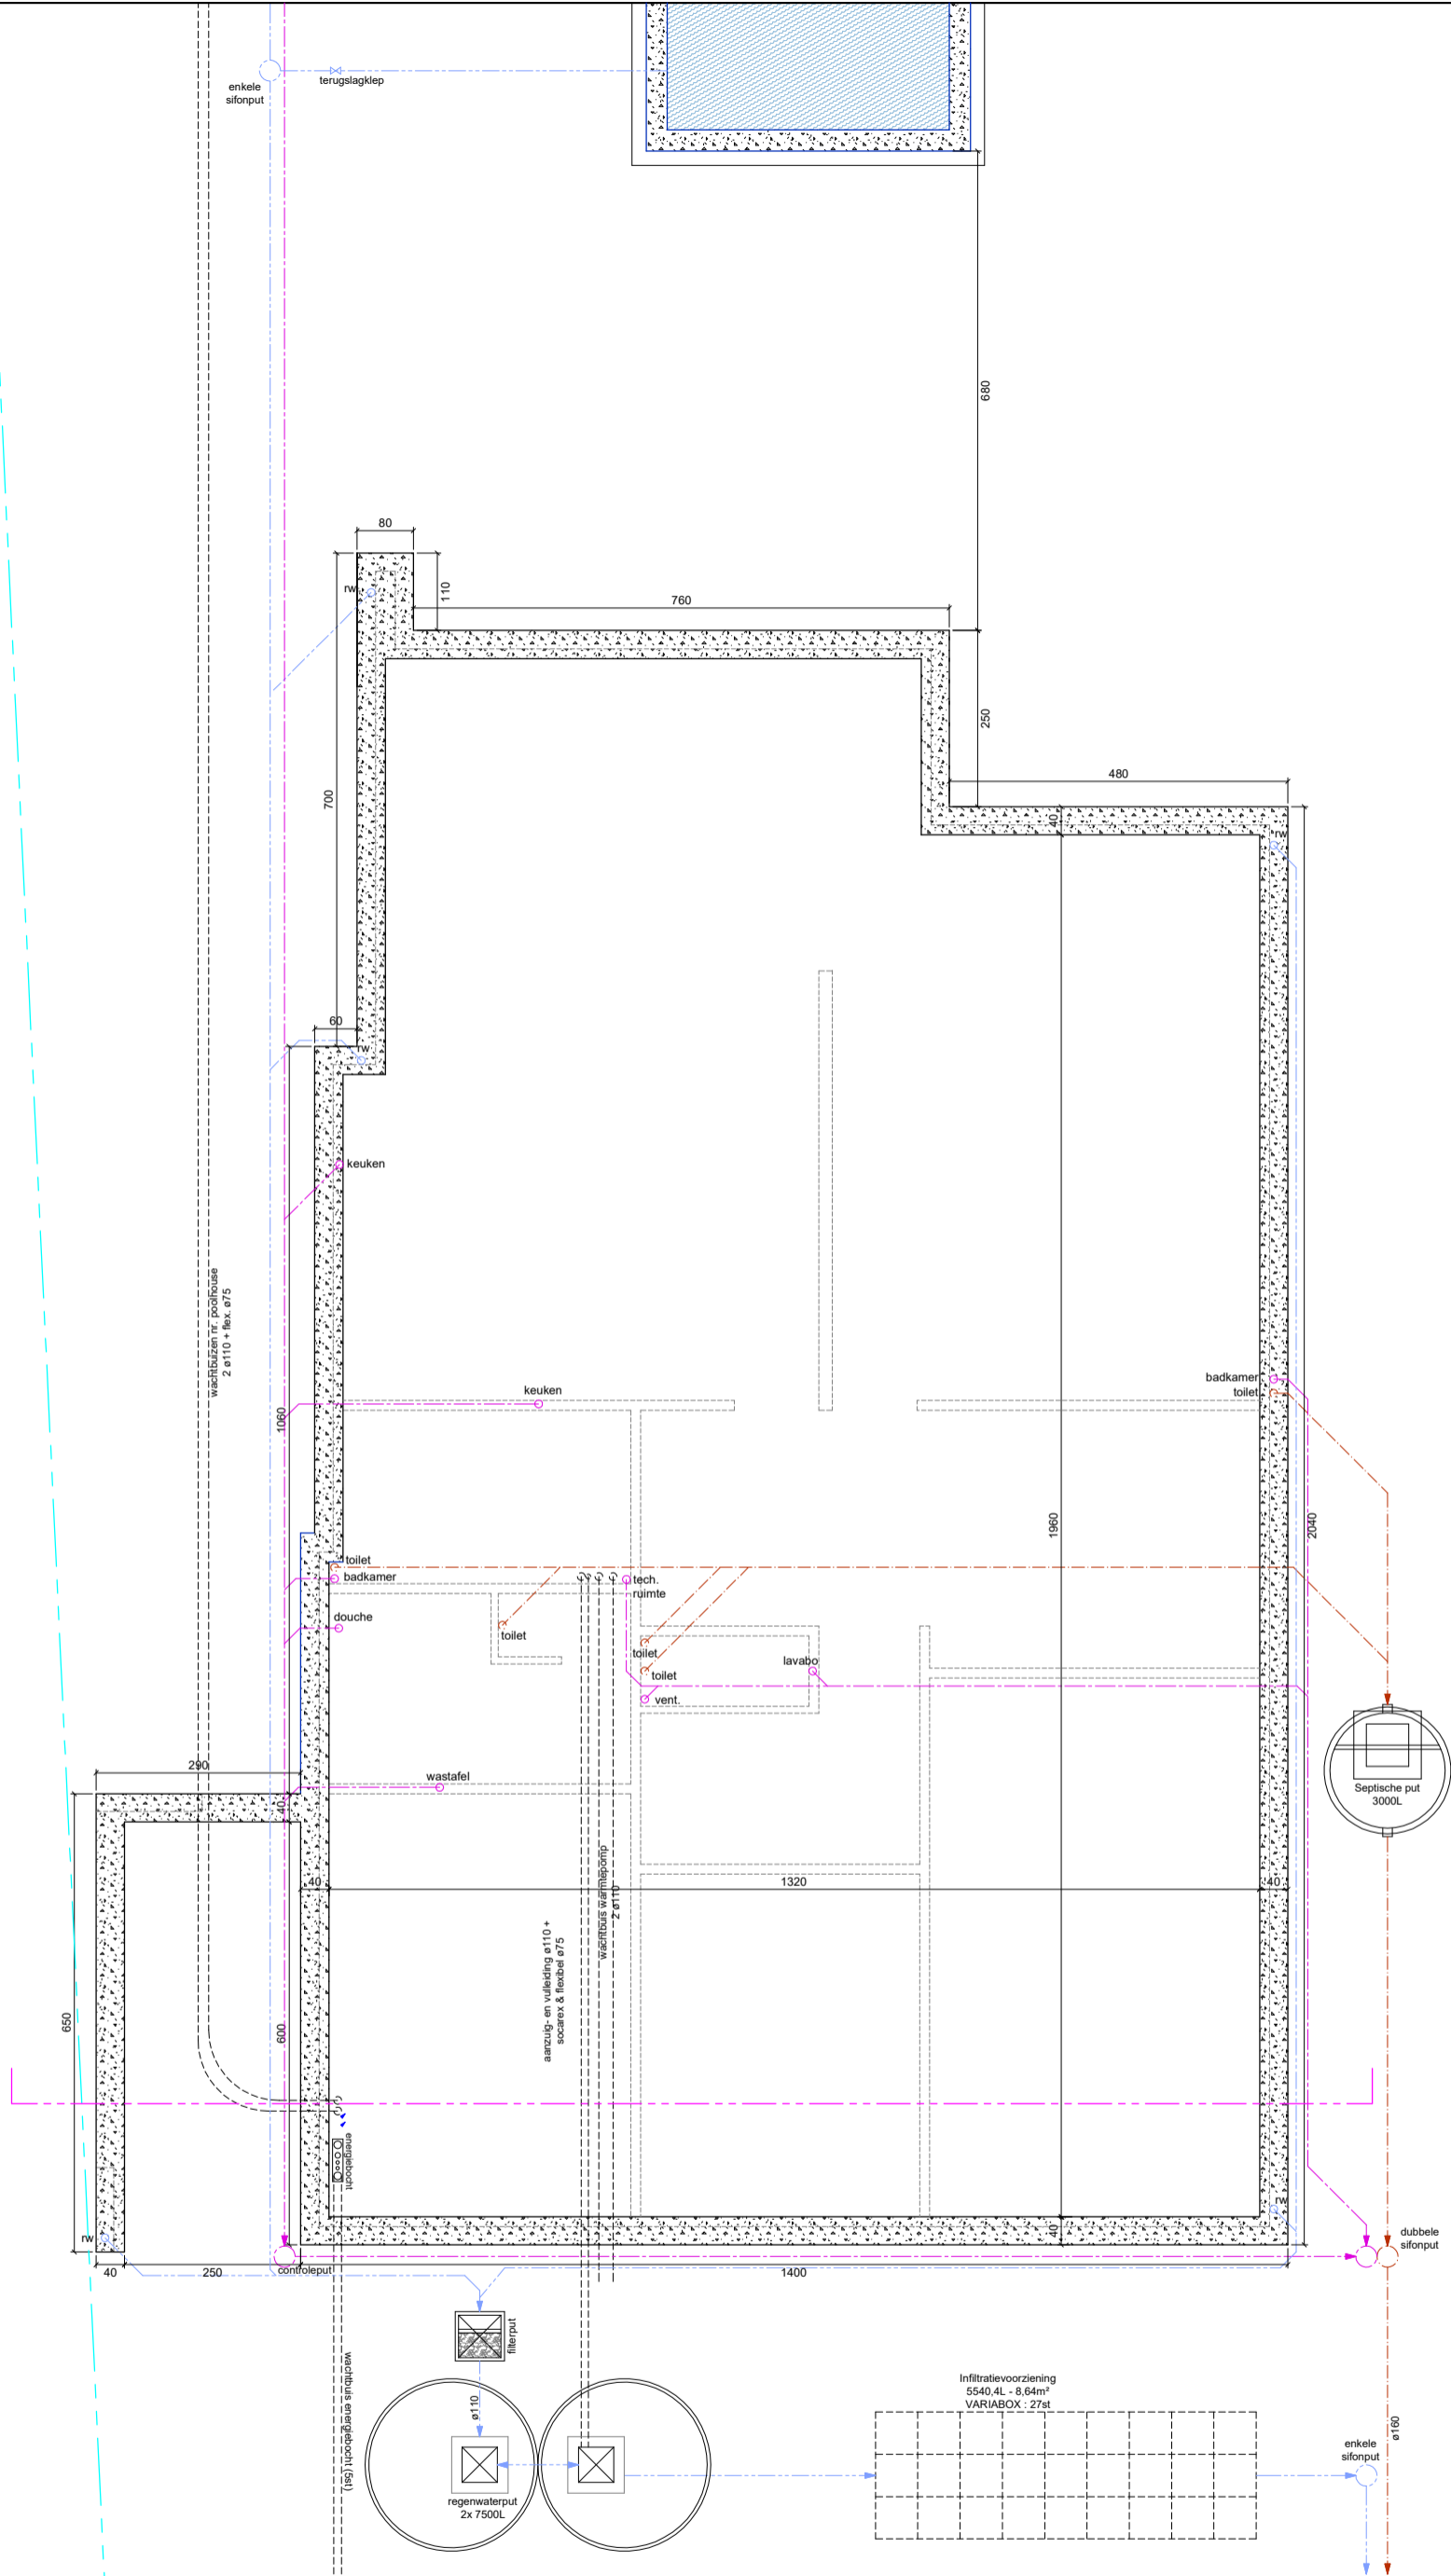 terugslagklep
enkele
sifonput
680
80
110
rw
760
250
480
700
40
rw
60
rw
keuken
wachtbuizen nr. poolhouse
2 ø110 + flex. ø75
1060
keuken
badkamer
toilet
1960
2040
toilet
badkamer
tech.
ruimte
douche
toilet
toilet
lavabo
toilet
vent.
290
wastafel
40
Septische put
3000L
40
1320
40
wachtbuis warmtepomp
2 ø110
aanzuig- en vulleiding ø110 +
socarex & flexibel ø75
650
600
energiebocht
rw
rw
40
dubbele
sifonput
40
250
controleput
1400
filterput
wachtbuis energiebocht (5st)
ø110
Infiltratievoorziening
5540,4L - 8,64m²
VARIABOX : 27st
ø160
enkele
sifonput
regenwaterput
2x 7500L